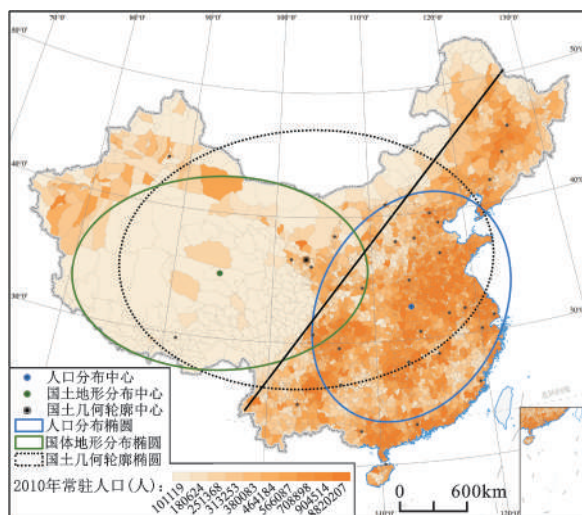 人口分布中心
国土地形分布中心
国土几何轮廓中心
人口分布椭圆
国体地形分布椭圆
国土几何轮廓椭圆
2010年常驻人口(人):
101119
180624
251368
313253
380083
464184
566087
708898
904514
8820207
0 600km